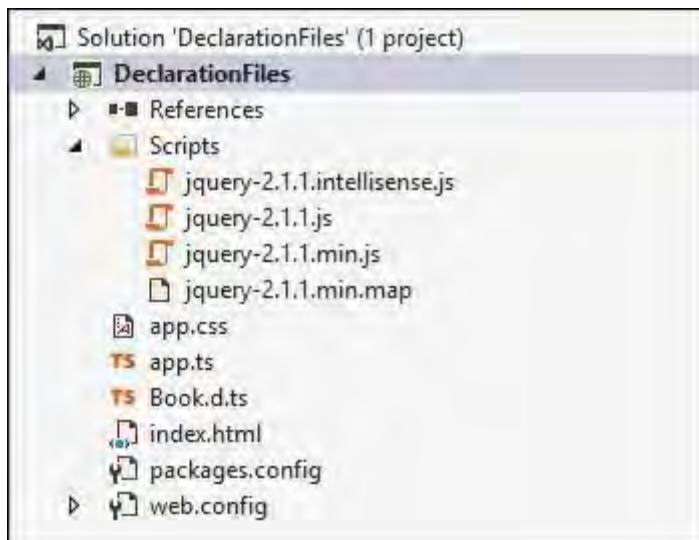 Solution 'DeclarationFiles' (1 project)
DeclarationFiles
References
Scripts
jquery-2.1.1.intellisense.js
jquery-2.1.1.js
jquery-2.1.1.min.js
jquery-2.1.1.min.map
app.css
TS app.ts
TS Book.d.ts
index.html
packages.config
web.config